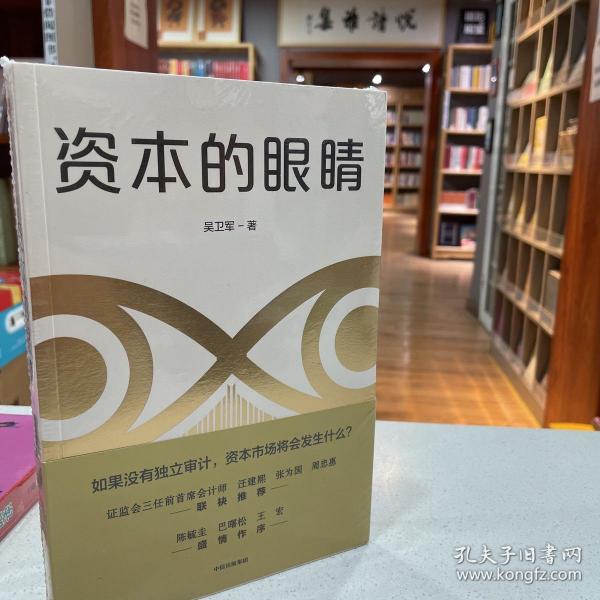 资本的眼睛
吴卫军 – 著
如果没有独立审计，资本市场将会发生什么？
证监会三任前首席会计师 汪建熙 张为国 周忠惠
联袂推荐
陈毓圭 巴曙松 王宏
盛情作序
中信出版集团
集雅诗悦
孔夫子旧书网
www.kongfz.com